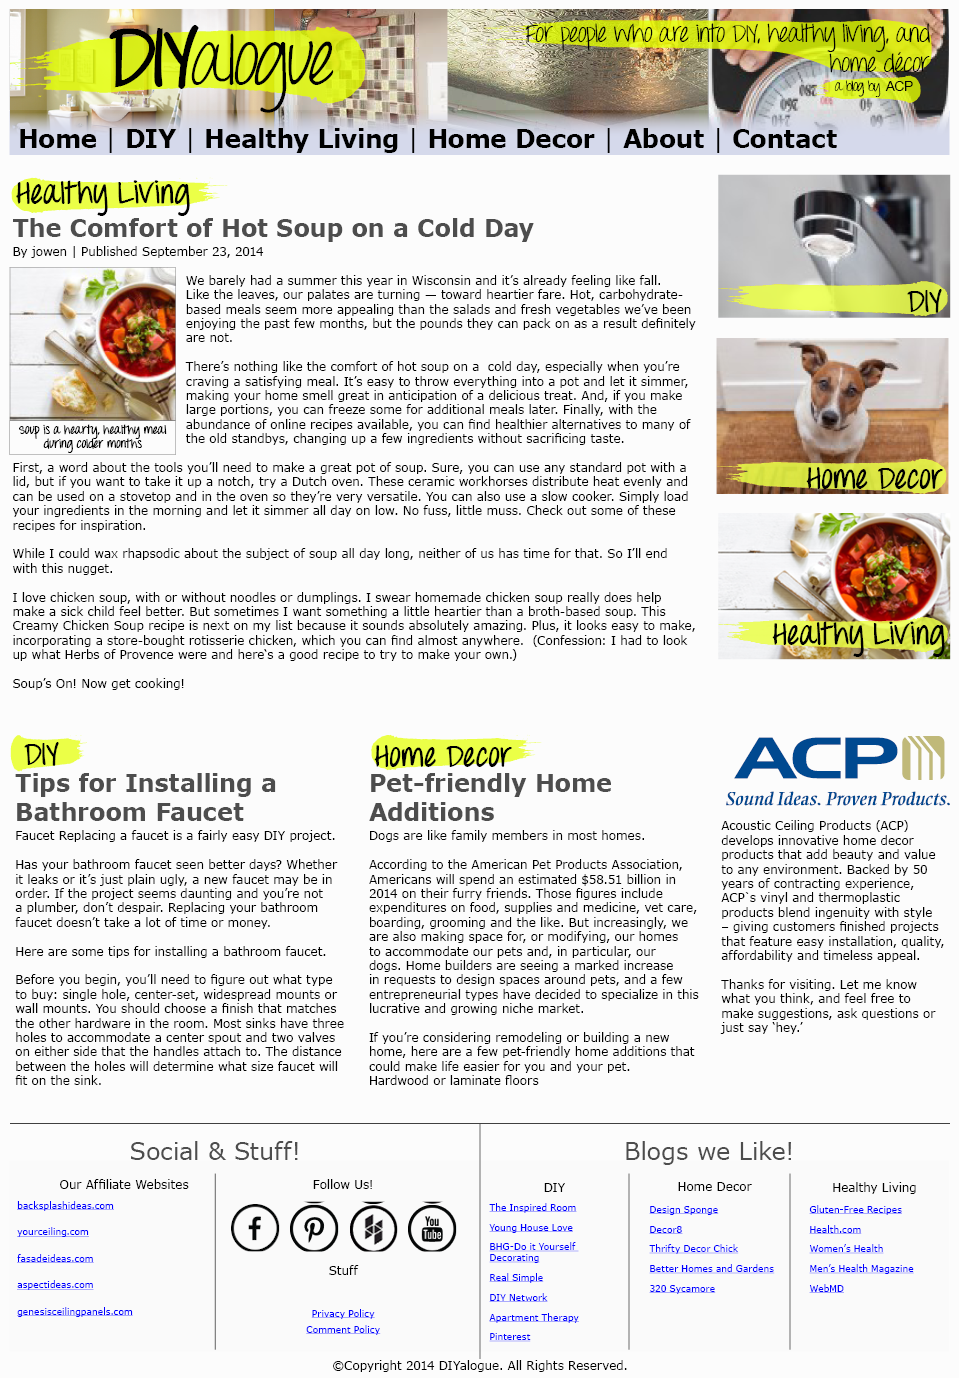 DIYalogue
For people who are into DIY, healthy living, and
home décor
a blog by ACP
Home | DIY | Healthy Living | Home Decor | About | Contact
Healthy Living
The Comfort of Hot Soup on a Cold Day
By jowen | Published September 23, 2014
We barely had a summer this year in Wisconsin and it's already feeling like fall.
Like the leaves, our palates are turning — toward heartier fare. Hot, carbohydrate-
based meals seem more appealing than the salads and fresh vegetables we've been
enjoying the past few months, but the pounds they can pack on as a result definitely
are not.
There's nothing like the comfort of hot soup on a  cold day, especially when you're
craving a satisfying meal. It's easy to throw everything into a pot and let it simmer,
making your home smell great in anticipation of a delicious treat. And, if you make
large portions, you can freeze some for additional meals later. Finally, with the
abundance of online recipes available, you can find healthier alternatives to many of
the old standbys, changing up a few ingredients without sacrificing taste.
soup is a hearty, healthy meal
during colder months
First, a word about the tools you'll need to make a great pot of soup. Sure, you can use any standard pot with a
lid, but if you want to take it up a notch, try a Dutch oven. These ceramic workhorses distribute heat evenly and
can be used on a stovetop and in the oven so they're very versatile. You can also use a slow cooker. Simply load
your ingredients in the morning and let it simmer all day on low. No fuss, little muss. Check out some of these
recipes for inspiration.
While I could wax rhapsodic about the subject of soup all day long, neither of us has time for that. So I'll end
with this nugget.
I love chicken soup, with or without noodles or dumplings. I swear homemade chicken soup really does help
make a sick child feel better. But sometimes I want something a little heartier than a broth-based soup. This
Creamy Chicken Soup recipe is next on my list because it sounds absolutely amazing. Plus, it looks easy to make,
incorporating a store-bought rotisserie chicken, which you can find almost anywhere.  (Confession: I had to look
up what Herbs of Provence were and here`s a good recipe to try to make your own.)
Soup's On! Now get cooking!
DIY
Home Decor
Healthy Living
DIY
Tips for Installing a
Bathroom Faucet
Faucet Replacing a faucet is a fairly easy DIY project.
Has your bathroom faucet seen better days? Whether
it leaks or it's just plain ugly, a new faucet may be in
order. If the project seems daunting and you're not
a plumber, don't despair. Replacing your bathroom
faucet doesn't take a lot of time or money.
Here are some tips for installing a bathroom faucet.
Before you begin, you'll need to figure out what type
to buy: single hole, center-set, widespread mounts or
wall mounts. You should choose a finish that matches
the other hardware in the room. Most sinks have three
holes to accommodate a center spout and two valves
on either side that the handles attach to. The distance
between the holes will determine what size faucet will
fit on the sink.
Home Decor
Pet-friendly Home
Additions
Dogs are like family members in most homes.
According to the American Pet Products Association,
Americans will spend an estimated $58.51 billion in
2014 on their furry friends. Those figures include
expenditures on food, supplies and medicine, vet care,
boarding, grooming and the like. But increasingly, we
are also making space for, or modifying, our homes
to accommodate our pets and, in particular, our
dogs. Home builders are seeing a marked increase
in requests to design spaces around pets, and a few
entrepreneurial types have decided to specialize in this
lucrative and growing niche market.
If you're considering remodeling or building a new
home, here are a few pet-friendly home additions that
could make life easier for you and your pet.
Hardwood or laminate floors
ACP
Sound Ideas. Proven Products.
Acoustic Ceiling Products (ACP)
develops innovative home decor
products that add beauty and value
to any environment. Backed by 50
years of contracting experience,
ACP`s vinyl and thermoplastic
products blend ingenuity with style
– giving customers finished projects
that feature easy installation, quality,
affordability and timeless appeal.
Thanks for visiting. Let me know
what you think, and feel free to
make suggestions, ask questions or
just say 'hey.'
Social & Stuff!
Our Affiliate Websites
backsplashideas.com
yourceiling.com
fasadeideas.com
aspectideas.com
genesisceilingpanels.com
Follow Us!
You
Tube
Stuff
Privacy Policy
Comment Policy
Blogs we Like!
DIY
The Inspired Room
Young House Love
BHG-Do it Yourself
Decorating
Real Simple
DIY Network
Apartment Therapy
Pinterest
Home Decor
Design Sponge
Decor8
Thrifty Decor Chick
Better Homes and Gardens
320 Sycamore
Healthy Living
Gluten-Free Recipes
Health.com
Women's Health
Men's Health Magazine
WebMD
©Copyright 2014 DIYalogue. All Rights Reserved.